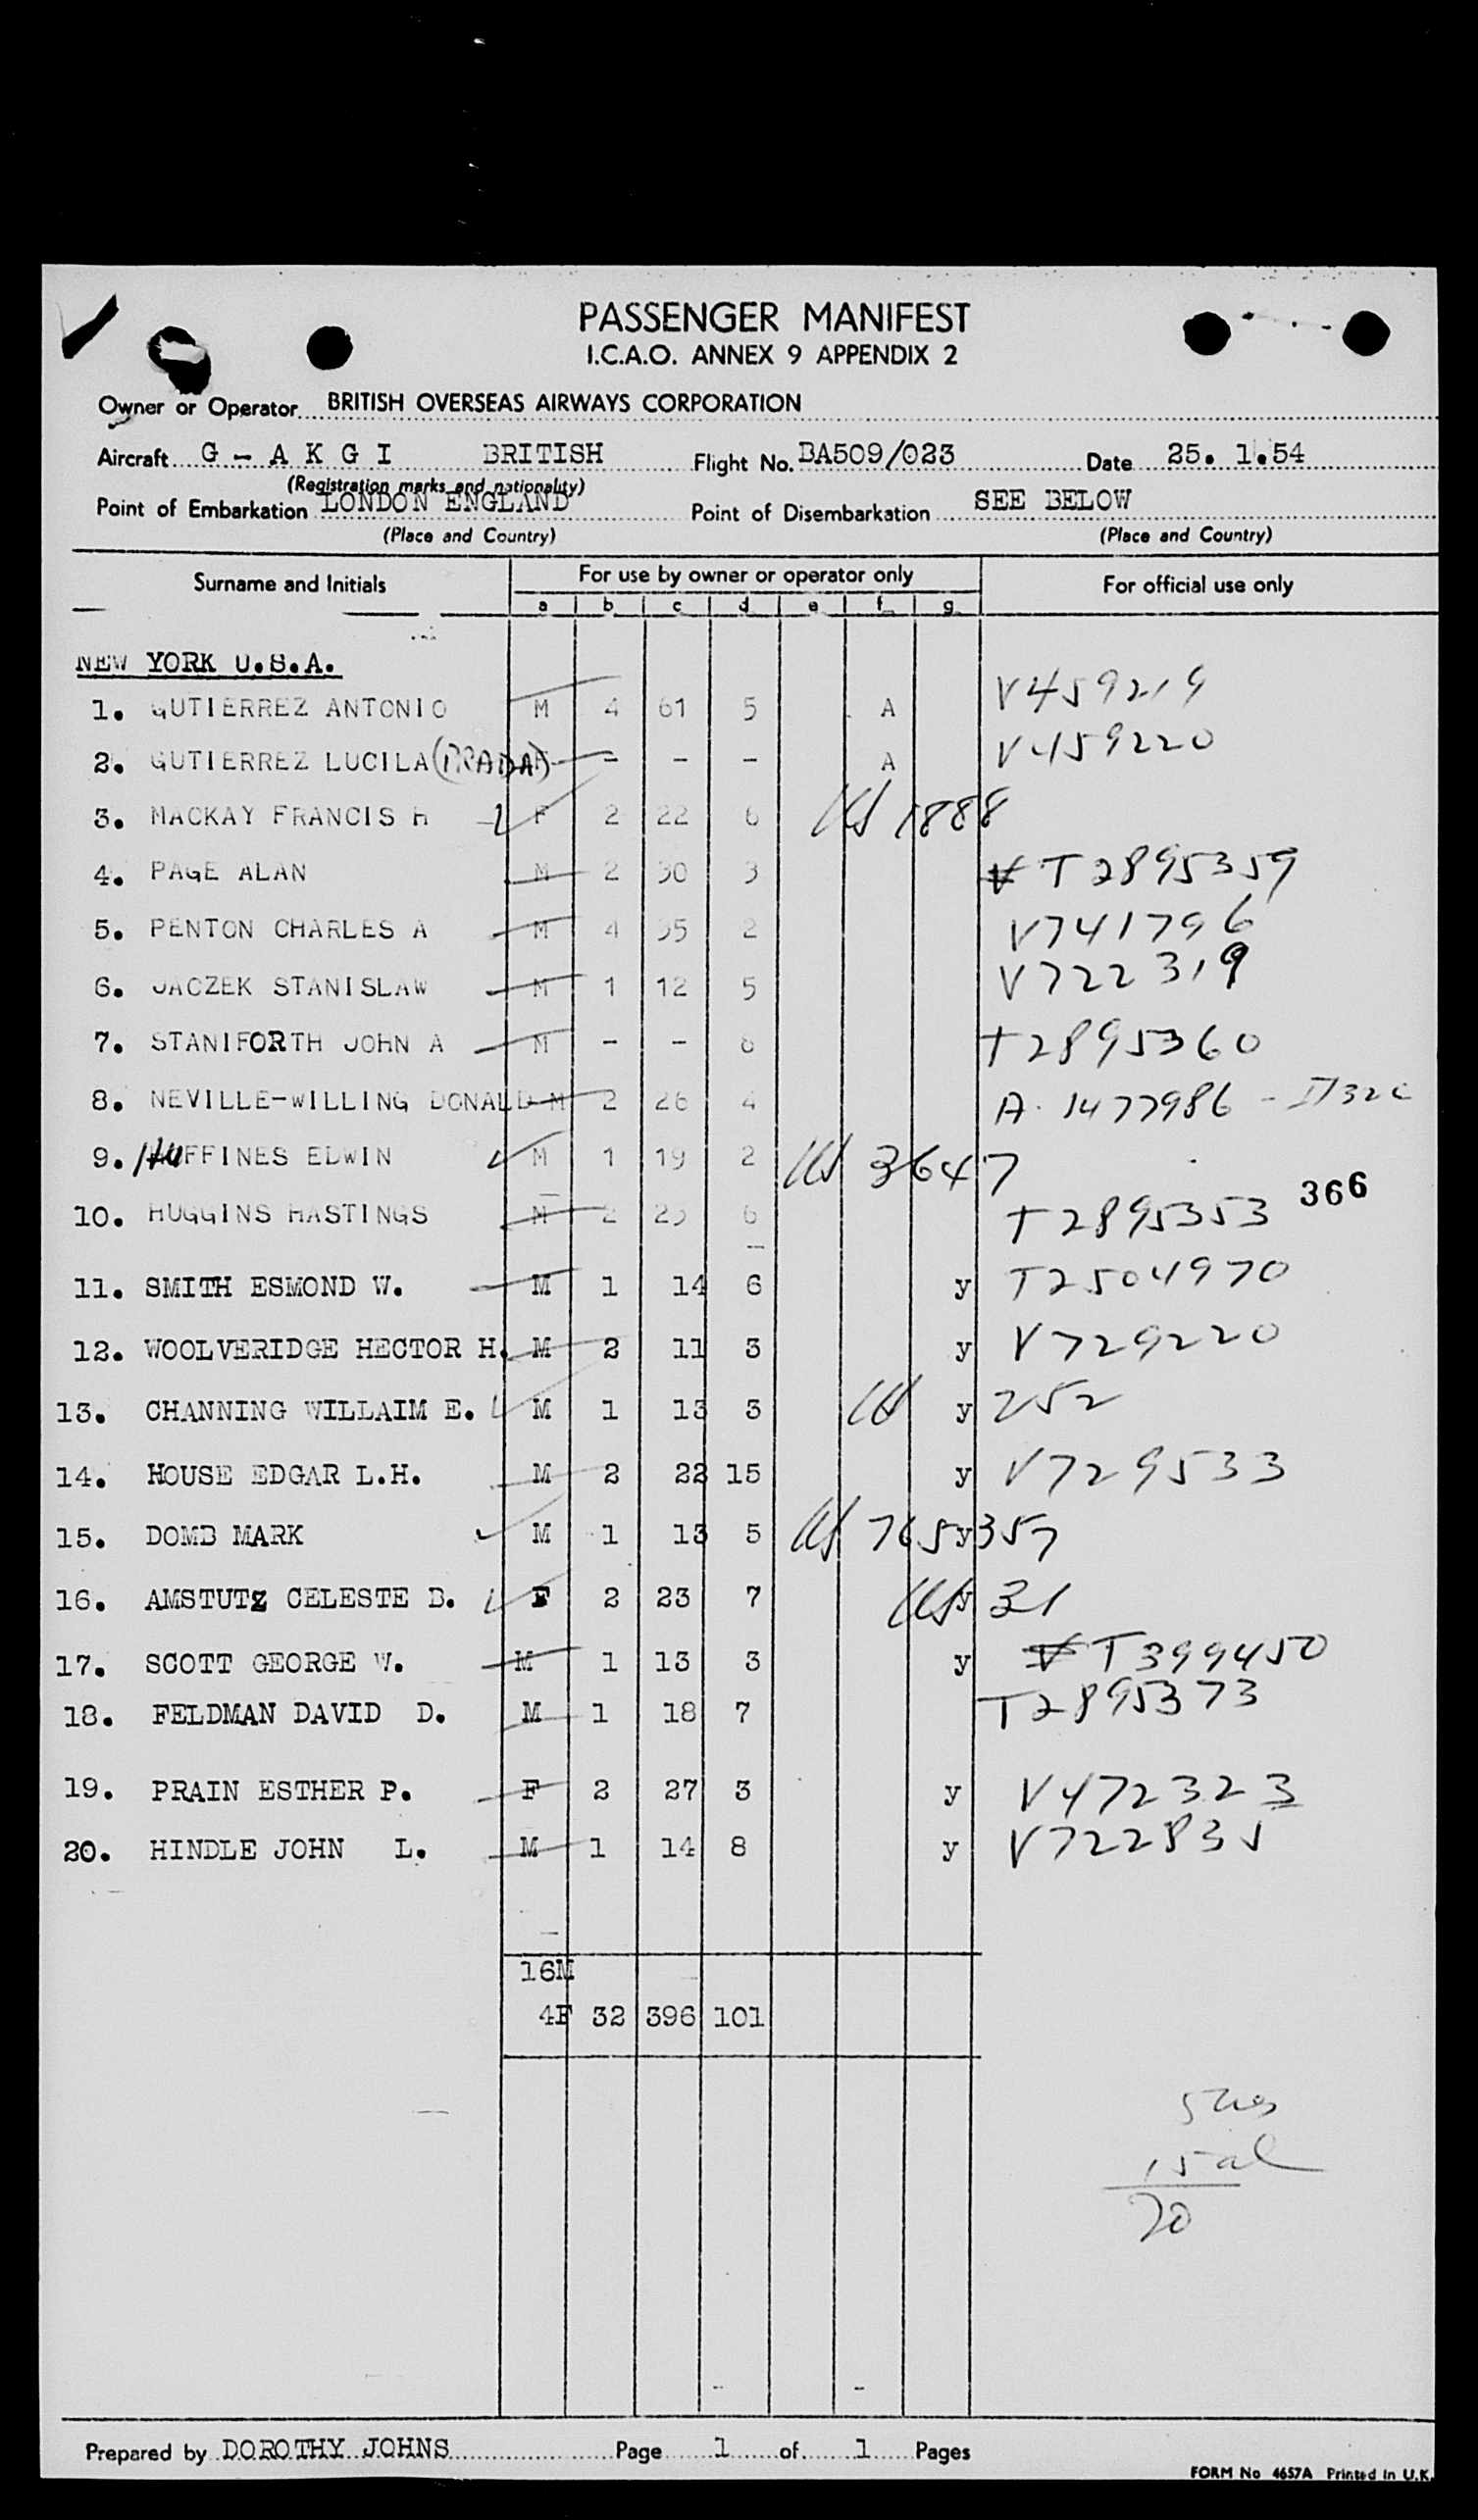 PASSENGER MANIFEST
I.C.A.O. ANNEX 9 APPENDIX 2
Owner or Operator BRITISH OVERSEAS AIRWAYS CORPORATION
Aircraft G - A K G I BRITISH Flight No. BA509/023 Date 25. 1.54
(Registration marks and nationality)
Point of Embarkation LONDON ENGLAND Point of Disembarkation SEE BELOW
(Place and Country) (Place and Country)
Surname and Initials For use by owner or operator only For official use only
a b c d e f g
NEW YORK U.S.A.
1. GUTIERREZ ANTONIO M 4 61 5 A V459219
2. GUTIERREZ LUCILA (PRADA) - - - A V459220
3. MACKAY FRANCIS H F 2 22 6 US 1888
4. PAGE ALAN M 2 30 3 T2895359
5. PENTON CHARLES A M 4 35 2 V741796
6. JACZEK STANISLAW M 1 12 5 V722319
7. STANIFORTH JOHN A M - - T2895360
8. NEVILLE-WILLING DONALD M 2 26 4 A. 1477986 -
9. HUFFINES EDWIN M 1 19 2 US 3647
366
10. HUGGINS HASTINGS M 2 6 T2895353
11. SMITH ESMOND W. M 1 14 6 y T2504970
12. WOOLVERIDGE HECTOR H. M 2 11 3 y V729220
13. CHANNING WILLAIM E. M 1 13 3 US y 252
14. HOUSE EDGAR L.H. M 2 22 15 y V729533
15. DOMB MARK M 1 13 5 US y 765357
16. AMSTUTZ CELESTE B. F 2 23 7 US y 31
17. SCOTT GEORGE W. M 1 13 3 y T399450
18. FELDMAN DAVID D. M 1 18 7 T2895373
19. PRAIN ESTHER P. F 2 27 3 y V472323
20. HINDLE JOHN L. M 1 14 8 y V722835
16M
4F 32 396 101
5 US
15 al
20
Prepared by DOROTHY JOHNS Page 1 of 1 Pages
FORM No 4657A Printed in U.K.